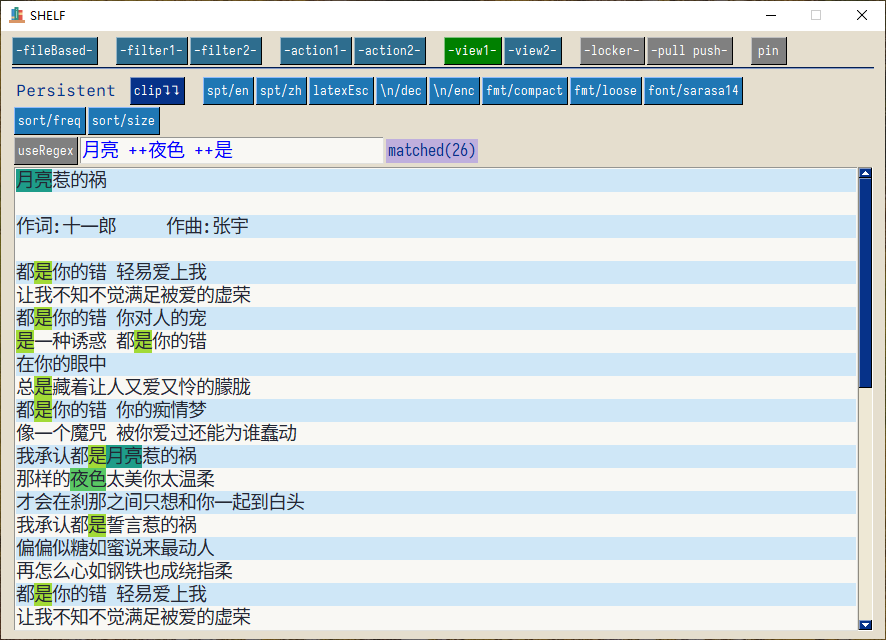 SHELF
-fileBased- -filter1- -filter2- -action1- -action2- -view1- -view2- -locker- -pull push- pin
Persistent clip⤵⤵ spt/en spt/zh latexEsc \n/dec \n/enc fmt/compact fmt/loose font/sarasa14
sort/freq sort/size
useRegex 月亮 ++夜色 ++是 matched(26)
月亮惹的祸
作词:十一郎 作曲:张宇
都是你的错 轻易爱上我
让我不知不觉满足被爱的虚荣
都是你的错 你对人的宠
是一种诱惑 都是你的错
在你的眼中
总是藏着让人又爱又怜的朦胧
都是你的错 你的痴情梦
像一个魔咒 被你爱过还能为谁蠢动
我承认都是月亮惹的祸
那样的夜色太美你太温柔
才会在刹那之间只想和你一起到白头
我承认都是誓言惹的祸
偏偏似糖如蜜说来最动人
再怎么心如钢铁也成绕指柔
都是你的错 轻易爱上我
让我不知不觉满足被爱的虚荣